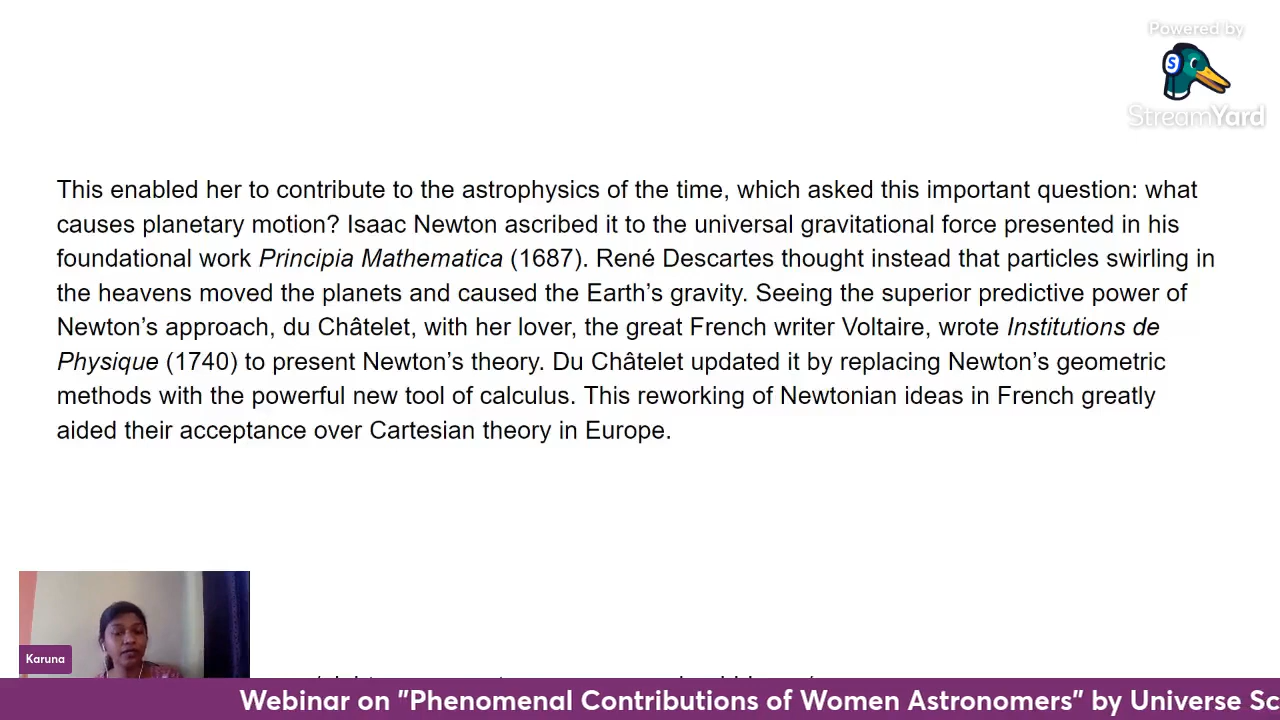 Powered by
S
StreamYard
This enabled her to contribute to the astrophysics of the time, which asked this important question: what
causes planetary motion? Isaac Newton ascribed it to the universal gravitational force presented in his
foundational work Principia Mathematica (1687). René Descartes thought instead that particles swirling in
the heavens moved the planets and caused the Earth’s gravity. Seeing the superior predictive power of
Newton’s approach, du Châtelet, with her lover, the great French writer Voltaire, wrote Institutions de
Physique (1740) to present Newton’s theory. Du Châtelet updated it by replacing Newton’s geometric
methods with the powerful new tool of calculus. This reworking of Newtonian ideas in French greatly
aided their acceptance over Cartesian theory in Europe.
Karuna
Webinar on "Phenomenal Contributions of Women Astronomers" by Universe Sc